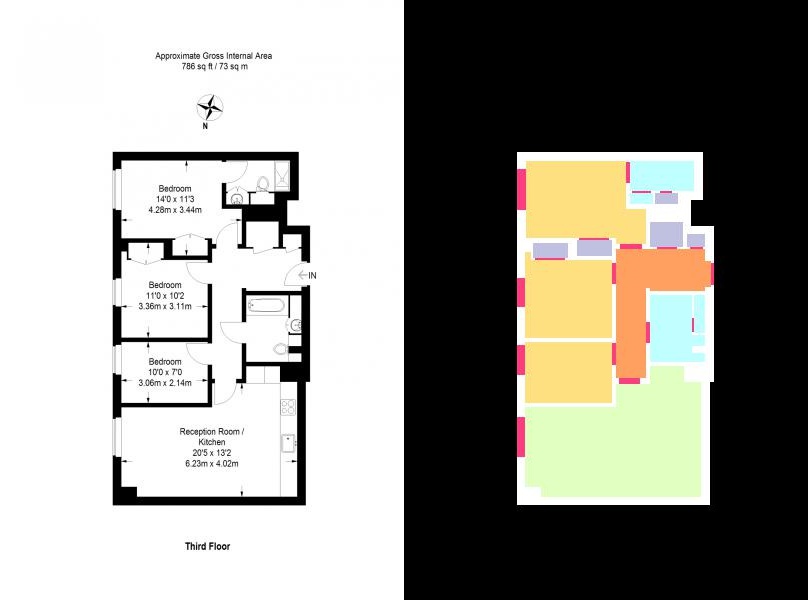 Approximate Gross Internal Area
786 sq ft / 73 sq m
N
Bedroom
14'0 x 11'3
4.28m x 3.44m
IN
Bedroom
11'0 x 10'2
3.36m x 3.11m
Bedroom
10'0 x 7'0
3.06m x 2.14m
Reception Room /
Kitchen
20'5 x 13'2
6.23m x 4.02m
Third Floor